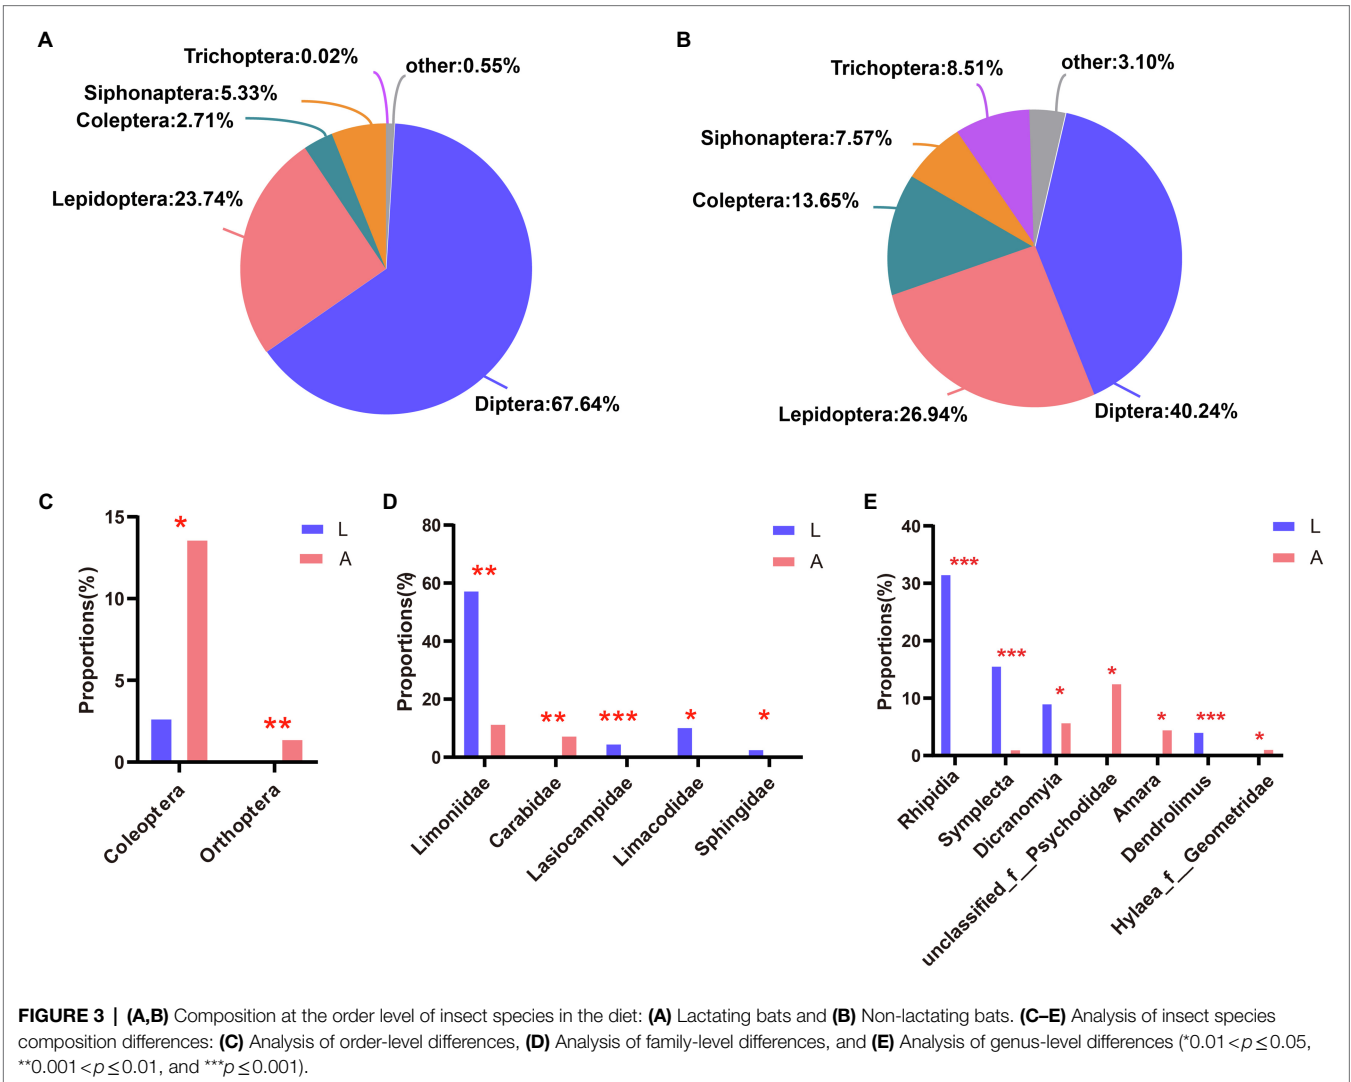 A
Trichoptera:0.02%
other:0.55%
Siphonaptera:5.33%
Coleptera:2.71%
Lepidoptera:23.74%
Diptera:67.64%
B
Trichoptera:8.51%
other:3.10%
Siphonaptera:7.57%
Coleptera:13.65%
Lepidoptera:26.94%
Diptera:40.24%
C
Proportions(%)
15
10
5
0
*
**
L
A
Coleoptera
Orthoptera
D
Proportions(%)
80
60
40
20
0
**
**
***
*
*
L
A
Limoniidae
Carabidae
Lasiocampidae
Limacodidae
Sphingidae
E
Proportions(%)
40
30
20
10
0
***
***
*
*
*
***
*
L
A
Rhipidia
Symplecta
Dicranomyia
unclassified_f__Psychodidae
Amara
Dendrolimus
Hylaea_f__Geometridae
FIGURE 3 | (A,B) Composition at the order level of insect species in the diet: (A) Lactating bats and (B) Non-lactating bats. (C–E) Analysis of insect species
composition differences: (C) Analysis of order-level differences, (D) Analysis of family-level differences, and (E) Analysis of genus-level differences (*0.01<p≤0.05,
**0.001<p≤0.01, and ***p≤0.001).